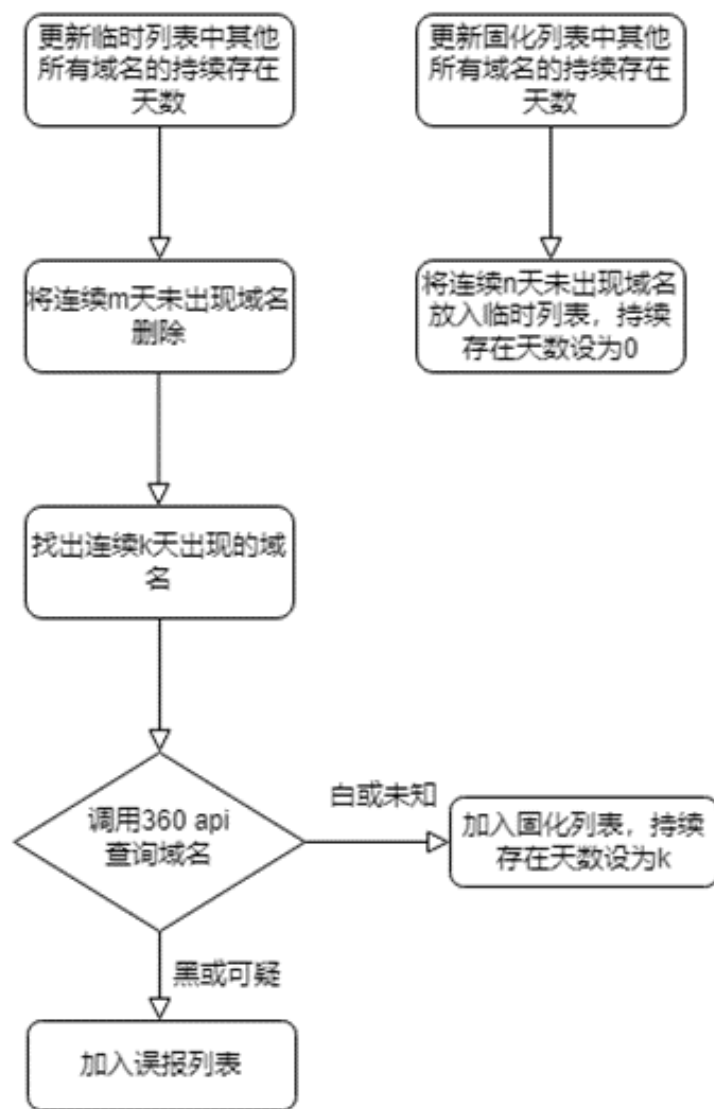 更新临时列表中其他
所有域名的持续存在
天数
更新固化列表中其他
所有域名的持续存在
天数
将连续m天未出现域名
删除
将连续n天未出现域名
放入临时列表，持续
存在天数设为0
找出连续k天出现的域
名
调用360 api
查询域名
白或未知
加入固化列表，持续
存在天数设为k
黑或可疑
加入误报列表